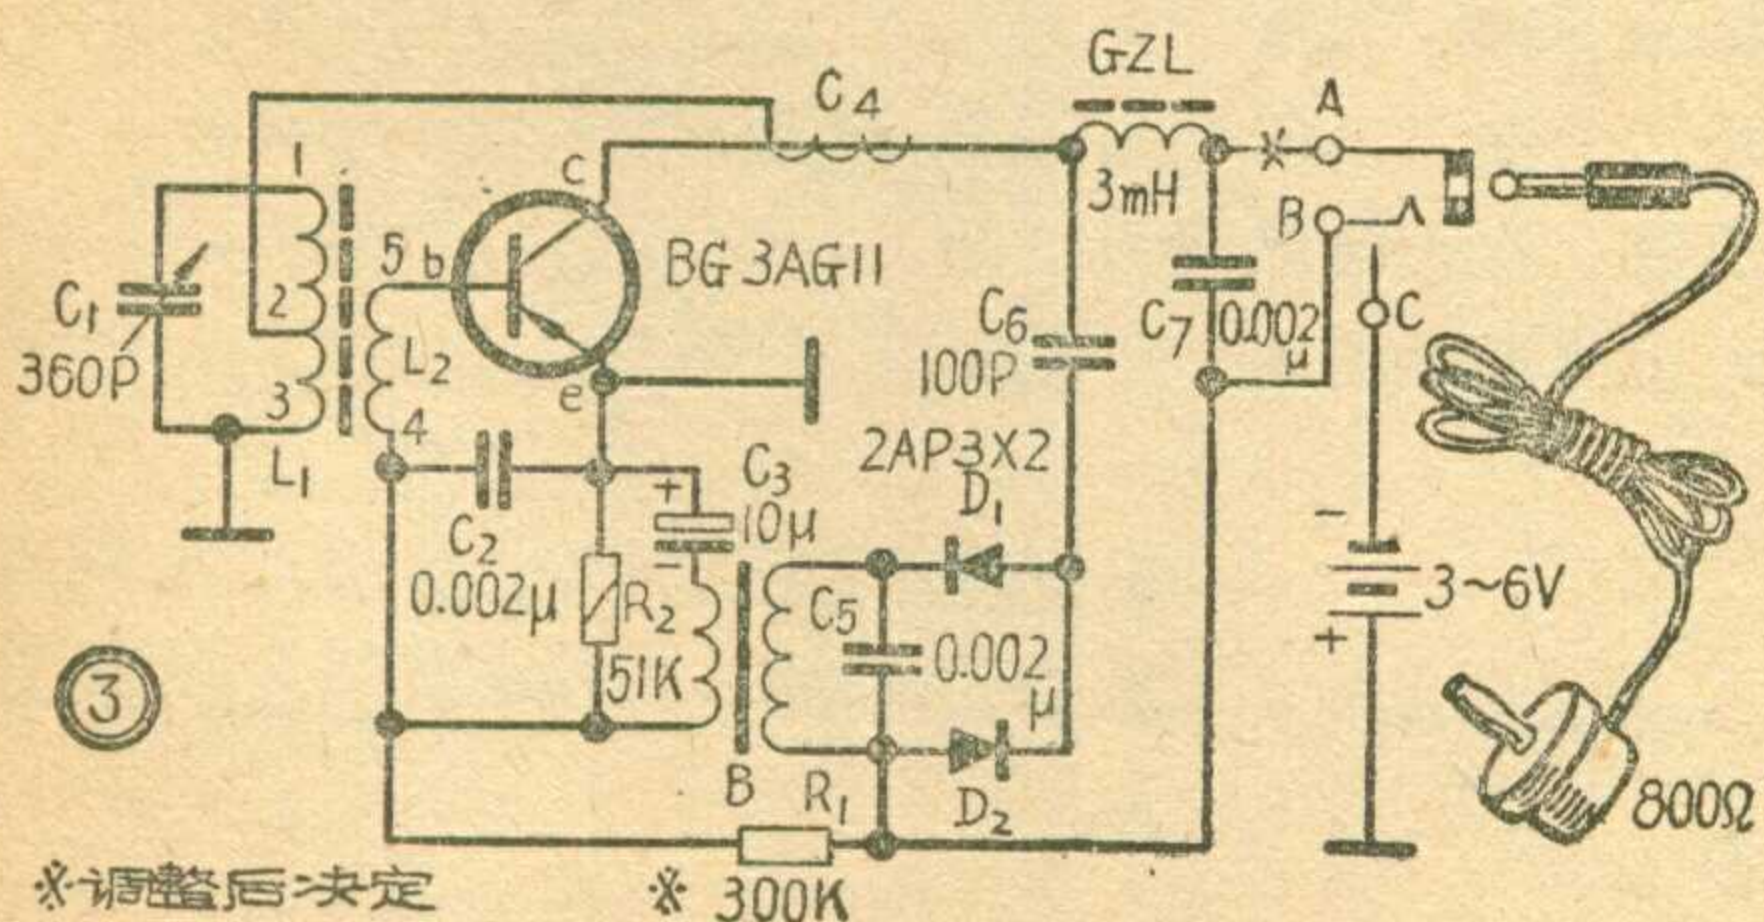 GZL
C4
A
1
c
3mH
5
b
BG 3AG11
B
C1
360P
2
L2
C6
100P
C7
0.002
μ
C
3
4
e
L1
2AP3X2
D1
C3
10μ
+
-
C2
0.002μ
R2
51K
C5
0.002
μ
-
3~6V
+
③
B
R1
D2
800Ω
※调整后决定
※ 300K